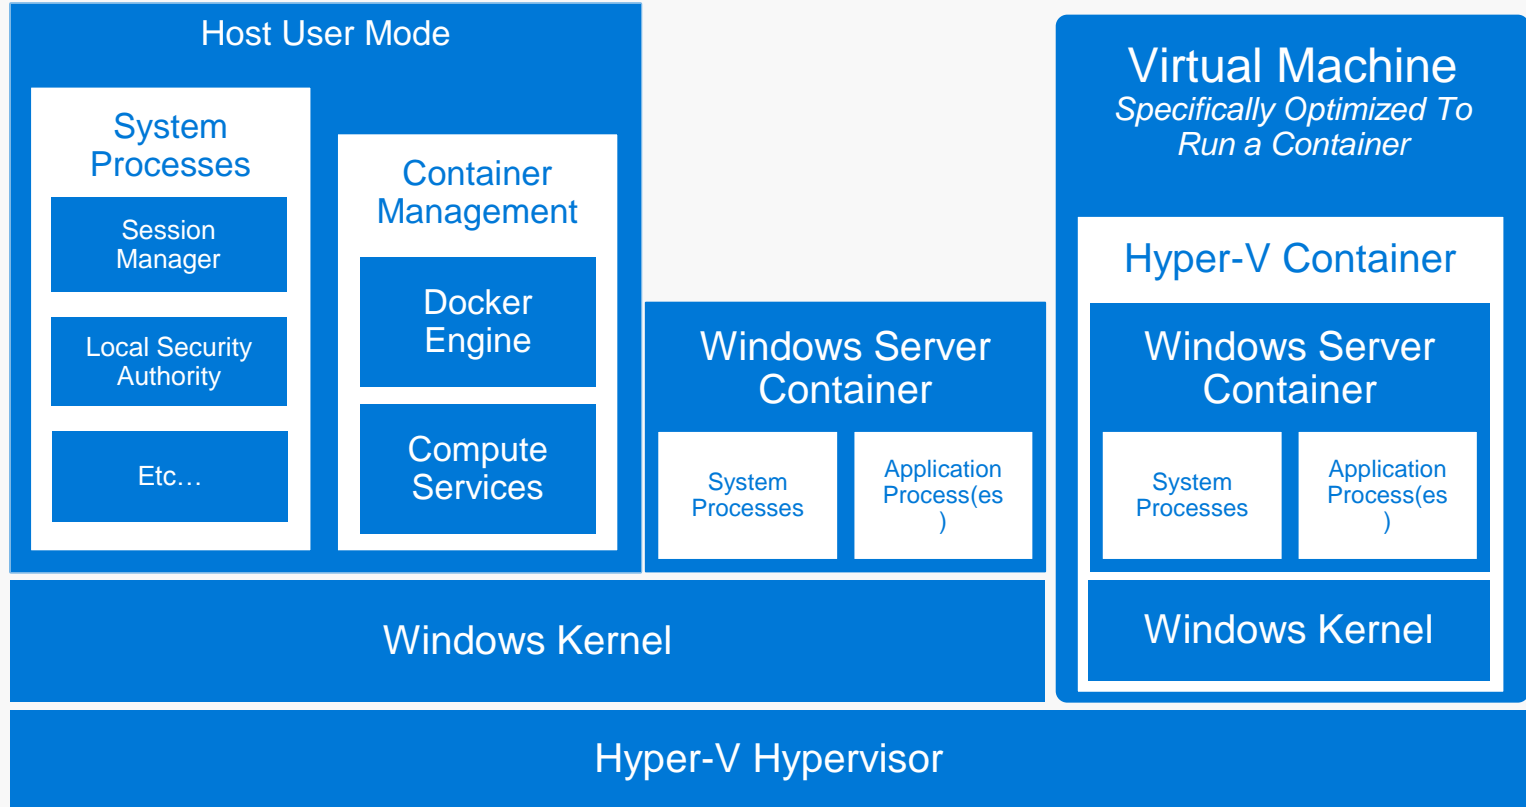 Host User Mode
System
Processes
Session
Manager
Local Security
Authority
Etc…
Container
Management
Docker
Engine
Compute
Services
Windows Server
Container
System
Processes
Application
Process(es
)
Virtual Machine
Specifically Optimized To
Run a Container
Hyper-V Container
Windows Server
Container
System
Processes
Application
Process(es
)
Windows Kernel
Windows Kernel
Hyper-V Hypervisor